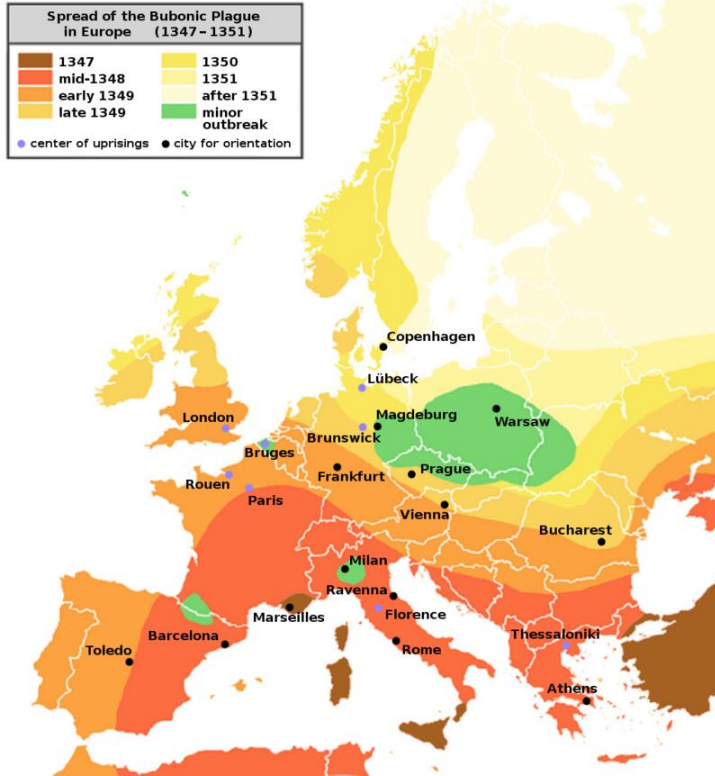 Spread of the Bubonic Plague
in Europe (1347–1351)
1347
mid-1348
early 1349
late 1349
1350
1351
after 1351
minor
outbreak
center of uprisings
city for orientation
Copenhagen
Lübeck
Magdeburg
Warsaw
London
Brunswick
Bruges
Frankfurt
Prague
Rouen
Paris
Vienna
Bucharest
Milan
Ravenna
Marseilles
Florence
Barcelona
Thessaloniki
Toledo
Rome
Athens